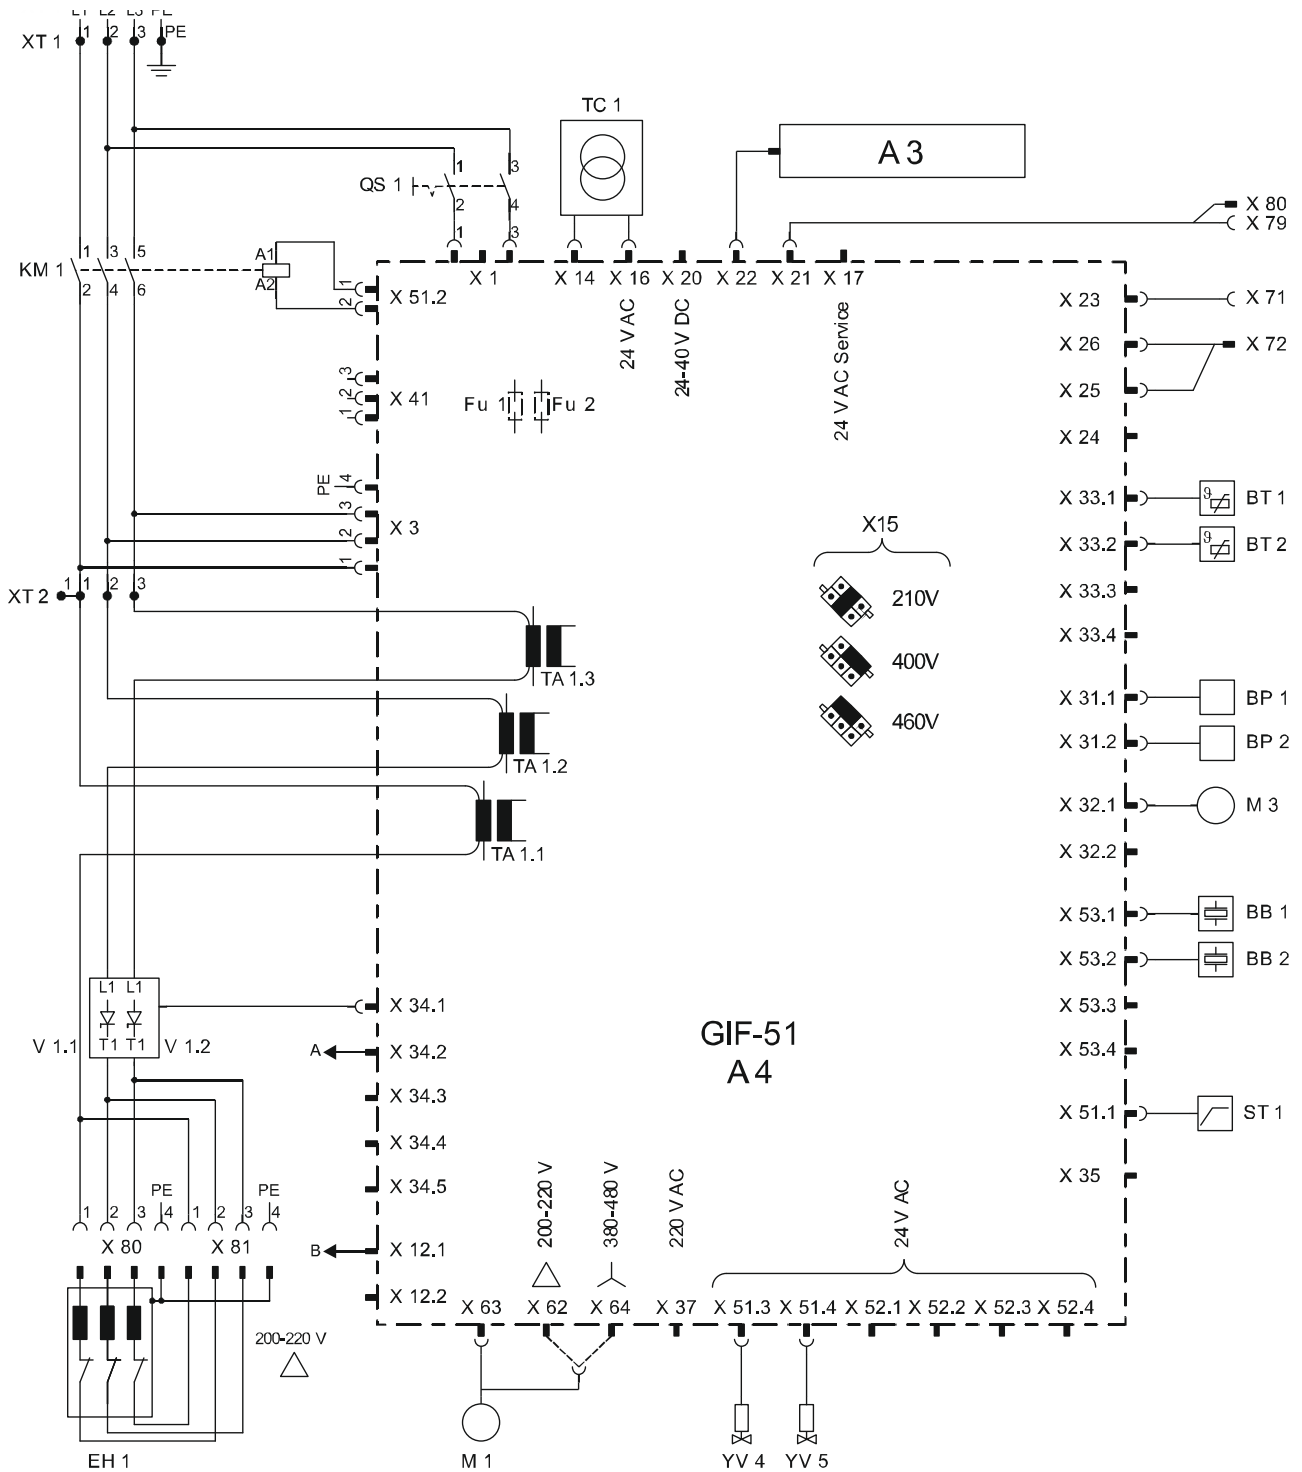 L1 L2 L3 PE
XT 1 1 2 3 PE
TC 1
A 3
QS 1 1 3
2 4
1 3
X 80
X 79
KM 1 1 3 5
2 4 6
A1
A2
1
2
X 51.2
X 1
X 14
X 16
X 20
X 22
X 21
X 17
24 V AC
24-40 V DC
24 V AC Service
X 23
X 71
X 26
X 72
X 25
X 24
3
2
1
X 41
Fu 1
Fu 2
PE 4
3
2
1
X 3
X 33.1
BT 1
X 33.2
BT 2
X 33.3
X 33.4
ϑ
ϑ
X15
210V
400V
460V
XT 2 1 1 2 3
TA 1.3
TA 1.2
TA 1.1
X 31.1
BP 1
X 31.2
BP 2
X 32.1
M 3
X 32.2
X 53.1
BB 1
X 53.2
BB 2
X 53.3
X 53.4
X 51.1
ST 1
X 35
L1 L1
T1 T1
V 1.1
V 1.2
X 34.1
A X 34.2
X 34.3
X 34.4
X 34.5
B X 12.1
X 12.2
GIF-51
A 4
PE PE
1 2 3 4 1 2 3 4
X 80
X 81
200-220 V
EH 1
200-220 V
380-480 V
220 V AC
24 V AC
X 63
X 62
X 64
X 37
X 51.3
X 51.4
X 52.1
X 52.2
X 52.3
X 52.4
M 1
YV 4
YV 5